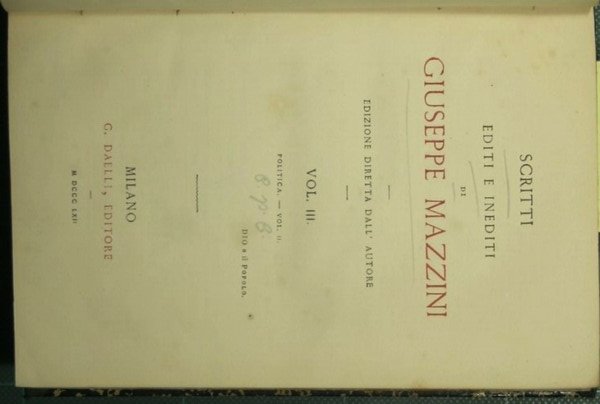 SCRITTI
EDITI E INEDITI
DI
GIUSEPPE MAZZINI
EDIZIONE DIRETTA DALL' AUTORE
VOL. III.
POLITICA. — VOL. II.
DIO e il POPOLO.
MILANO
G. DAELLI, EDITORE
M DCCC LXII